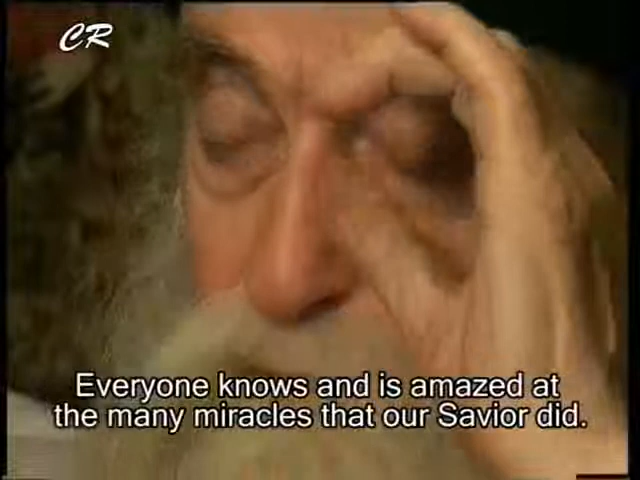 CR
Everyone knows and is amazed at
the many miracles that our Savior did.